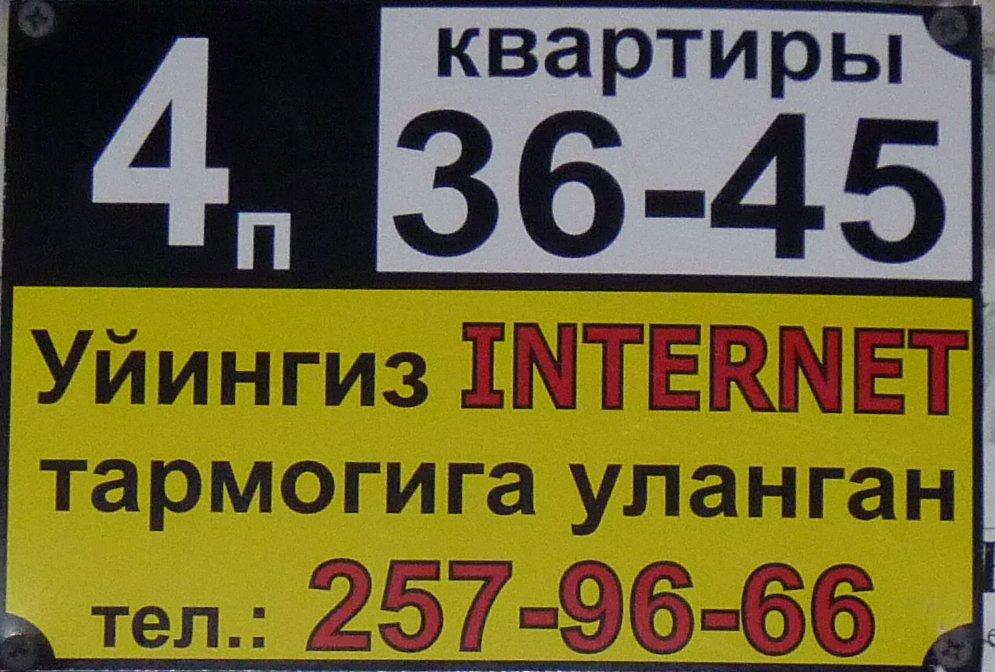 4п
квартиры
36-45
Уйингиз INTERNET
тармогига уланган
тел.: 257-96-66